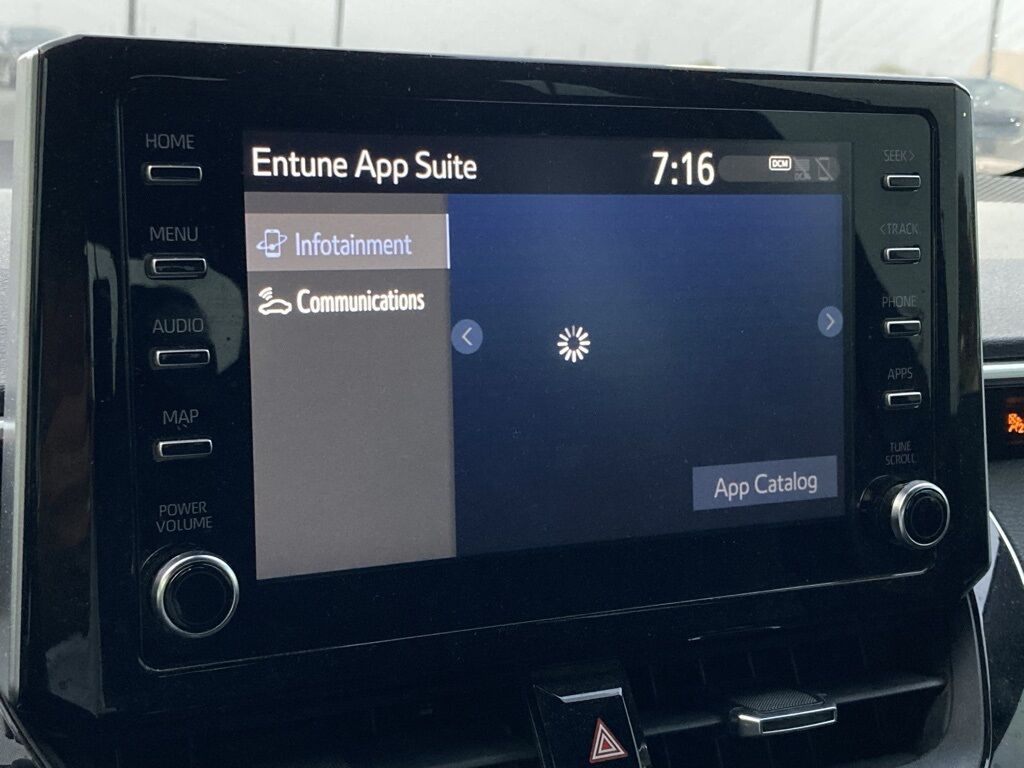 HOME
MENU
AUDIO
MAP
POWER
VOLUME
Entune App Suite
7:16
DCM
Infotainment
Communications
App Catalog
SEEK>
<TRACK
PHONE
APPS
TUNE
SCROLL